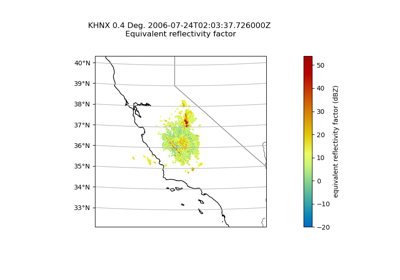 KHNX 0.4 Deg. 2006-07-24T02:03:37.726000Z
Equivalent reflectivity factor
40°N
39°N
38°N
37°N
36°N
35°N
34°N
33°N
50
40
30
20
10
0
−10
−20
equivalent reflectivity factor (dBZ)